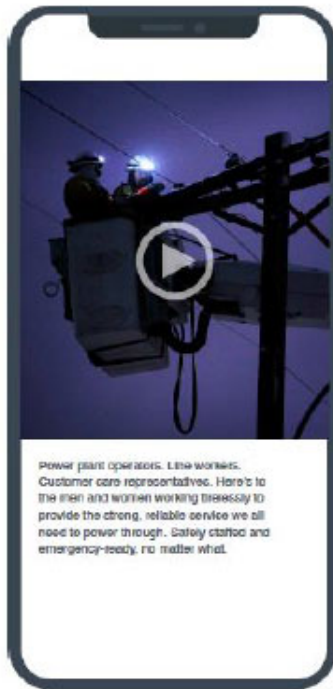 Power plant operators. Line workers.
Customer care representatives. Here's to
the men and women working tirelessly to
provide the strong, reliable service we all
need to power through. Safely staffed and
emergency-ready, no matter what.